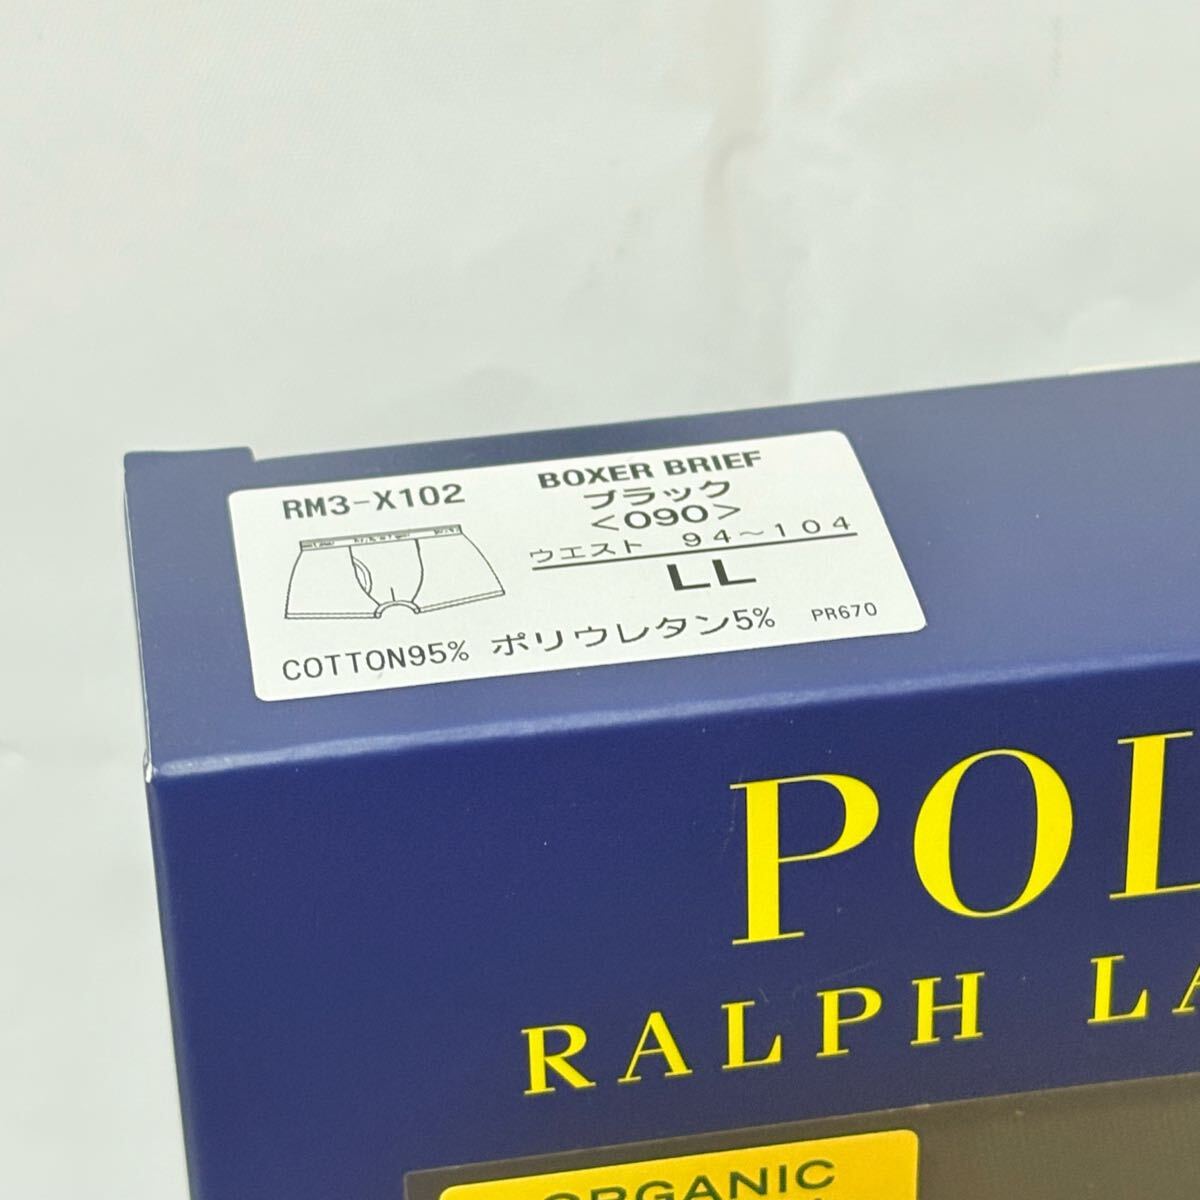 RM3-X102
BOXER BRIEF
ブラック
<090>
ウエスト 94～104
LL
COTTON95% ポリウレタン5% PR670
POL
RALPH LA
ORGANIC